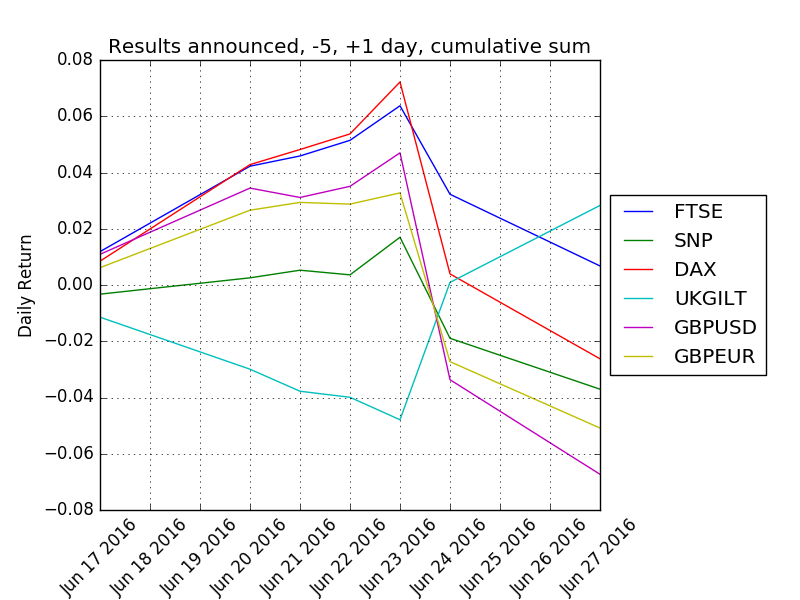 Results announced, -5, +1 day, cumulative sum
0.08
0.06
0.04
0.02
0.00
−0.02
−0.04
−0.06
−0.08
Daily Return
Jun 17 2016
Jun 18 2016
Jun 19 2016
Jun 20 2016
Jun 21 2016
Jun 22 2016
Jun 23 2016
Jun 24 2016
Jun 25 2016
Jun 26 2016
Jun 27 2016
FTSE
SNP
DAX
UKGILT
GBPUSD
GBPEUR